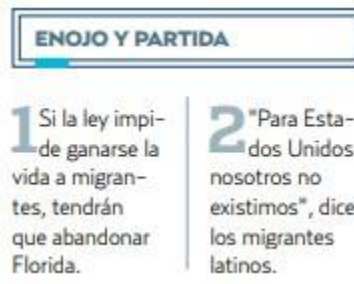 ENOJO Y PARTIDA
1 Si la ley impi-
de ganarse la
vida a migran-
tes, tendrán
que abandonar
Florida.
2 "Para Esta-
dos Unidos
nosotros no
existimos", dice
los migrantes
latinos.